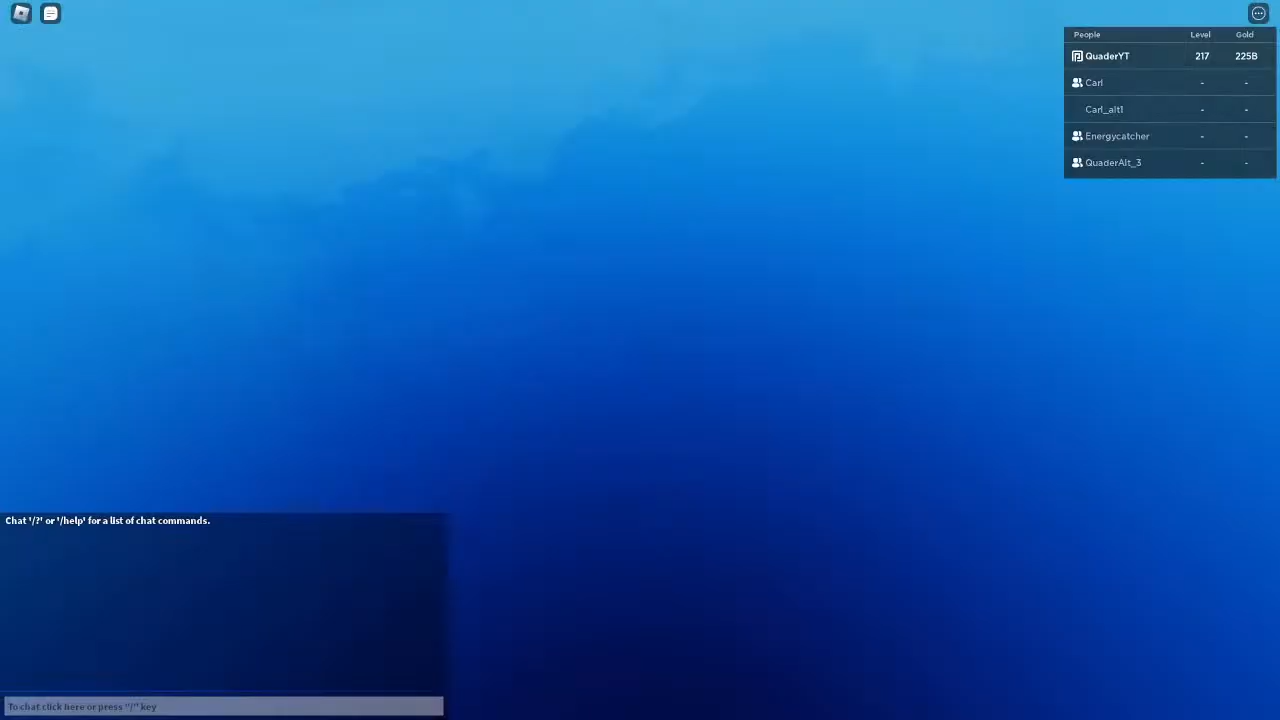 People Level Gold
QuaderYT 217 225B
Carl - -
Carl_alt1 - -
Energycatcher - -
QuaderAlt_3 - -
Chat '/?' or '/help' for a list of chat commands.
To chat click here or press "/" key